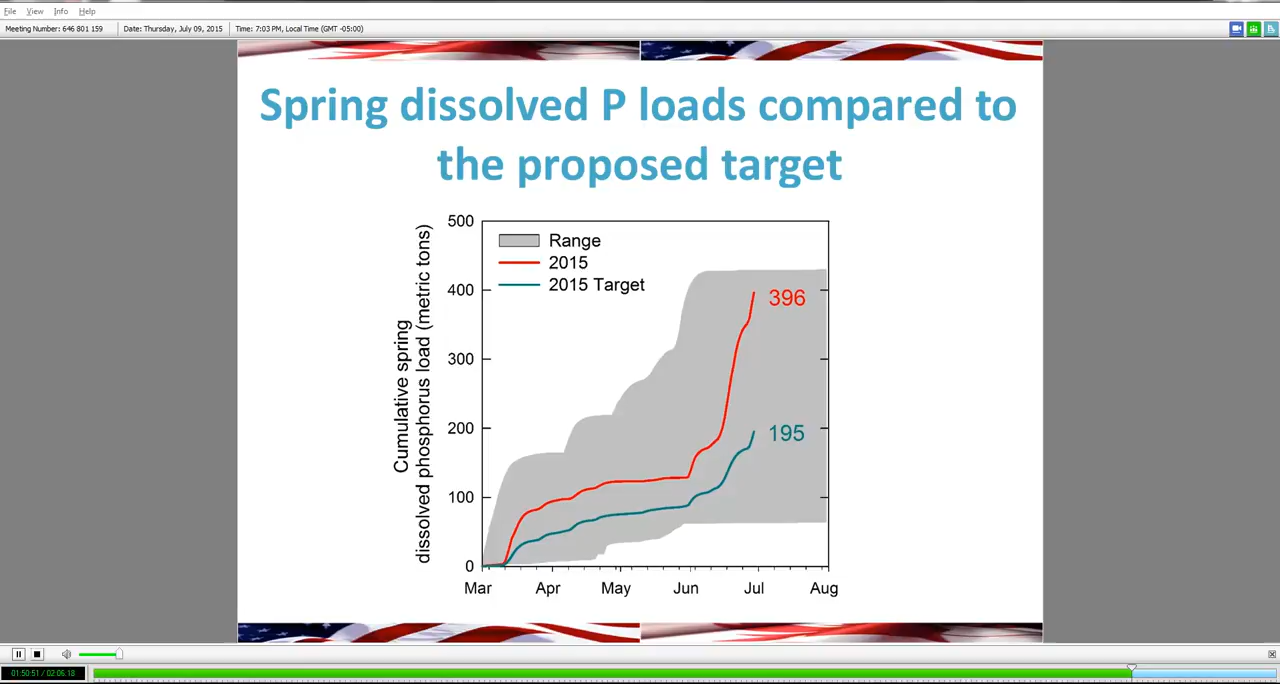 File View Info Help
Meeting Number: 646 801 159 Date: Thursday, July 09, 2015 Time: 7:03 PM, Local Time (GMT -05:00)
Spring dissolved P loads compared to
the proposed target
Cumulative spring
dissolved phosphorus load (metric tons)
500
400
300
200
100
0
Range
2015
2015 Target
396
195
Mar Apr May Jun Jul Aug
01:50:51 / 02:06:13